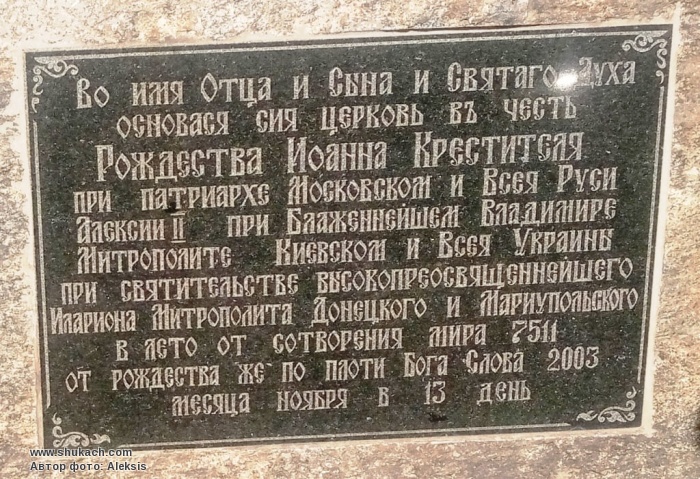 Во имя Отца и Сына и Святаго Духа
основася сия церковь въ честь
Рождества Иоанна Крестителя
при патриархе Московском и Всея Руси
Алексии II при Блаженнейшем Владимире
Митрополите Киевском и Всея Украины
при святительстве высокопреосвященнейшего
Илариона Митрополита Донецкого и Мариупольского
в лето от сотворения мира 7511
от рождества же по плоти Бога Слова 2003
месяца ноября в 13 день
www.shukach.com
Автор фото: Aleksis